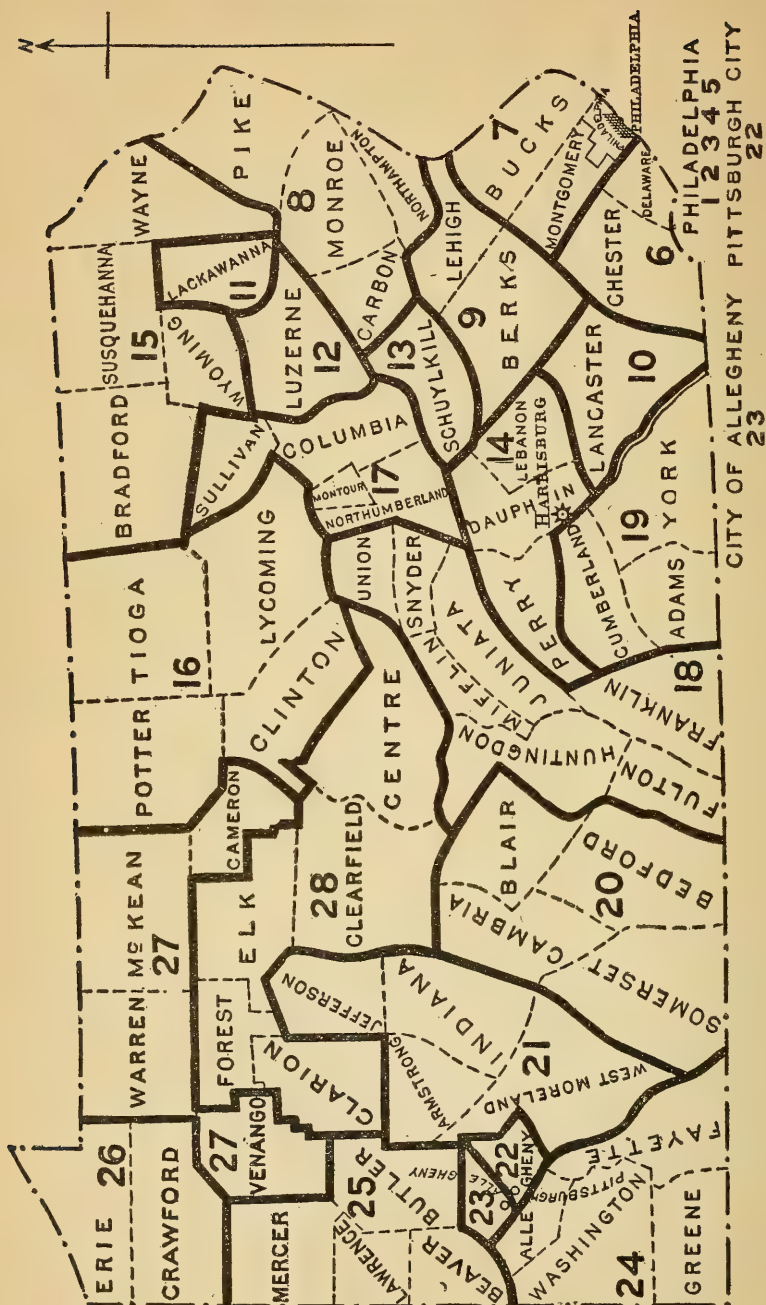 N
ERIE
26
CRAWFORD
MERCER
WARREN
McKEAN
27
27
VENANGO
FOREST
ELK
CAMERON
POTTER
TIOGA
16
BRADFORD
SUSQUEHANNA
15
WYOMING
WAYNE
LACKAWANNA
11
PIKE
8
MONROE
NORTHAMPTON
CARBON
LUZERNE
12
SULLIVAN
COLUMBIA
MONTOUR
17
NORTHUMBERLAND
LYCOMING
CLINTON
UNION
SNYDER
CENTRE
28
CLEARFIELD
JEFFERSON
CLARION
25
BUTLER
LAWRENCE
BEAVER
ARMSTRONG
INDIANA
21
WEST MORELAND
23
22
ALLEGHENY
ALLEGHENY
PITTSBURGH
WASHINGTON
24
GREENE
FAYETTE
SOMERSET
CAMBRIA
20
BLAIR
BEDFORD
HUNTINGDON
FULTON
FRANKLIN
18
MIFFLIN
JUNIATA
PERRY
CUMBERLAND
ADAMS
19
YORK
DAUPHIN
HARRISBURG
14
LEBANON
SCHUYLKILL
13
LEHIGH
9
BERKS
LANCASTER
10
CHESTER
6
DELAWARE
MONTGOMERY
7
BUCKS
PHILADELPHIA
PHILADELPHIA.
PHILADELPHIA
1 2 3 4 5
CITY OF ALLEGHENY PITTSBURGH CITY
23 22